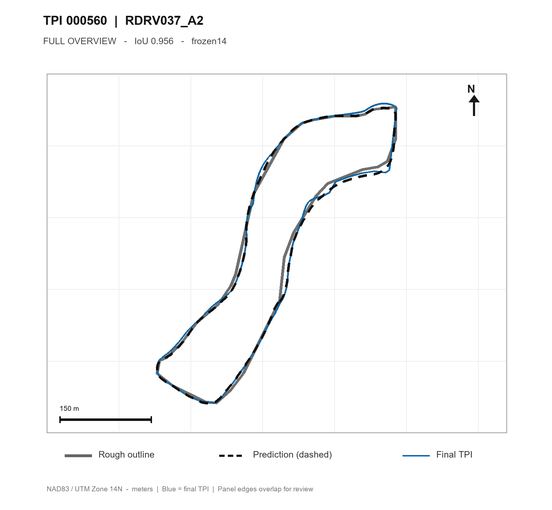 TPI 000560 | RDRV037_A2
FULL OVERVIEW - IoU 0.956 - frozen14
N
150 m
Rough outline
Prediction (dashed)
Final TPI
NAD83 / UTM Zone 14N - meters | Blue = final TPI | Panel edges overlap for review